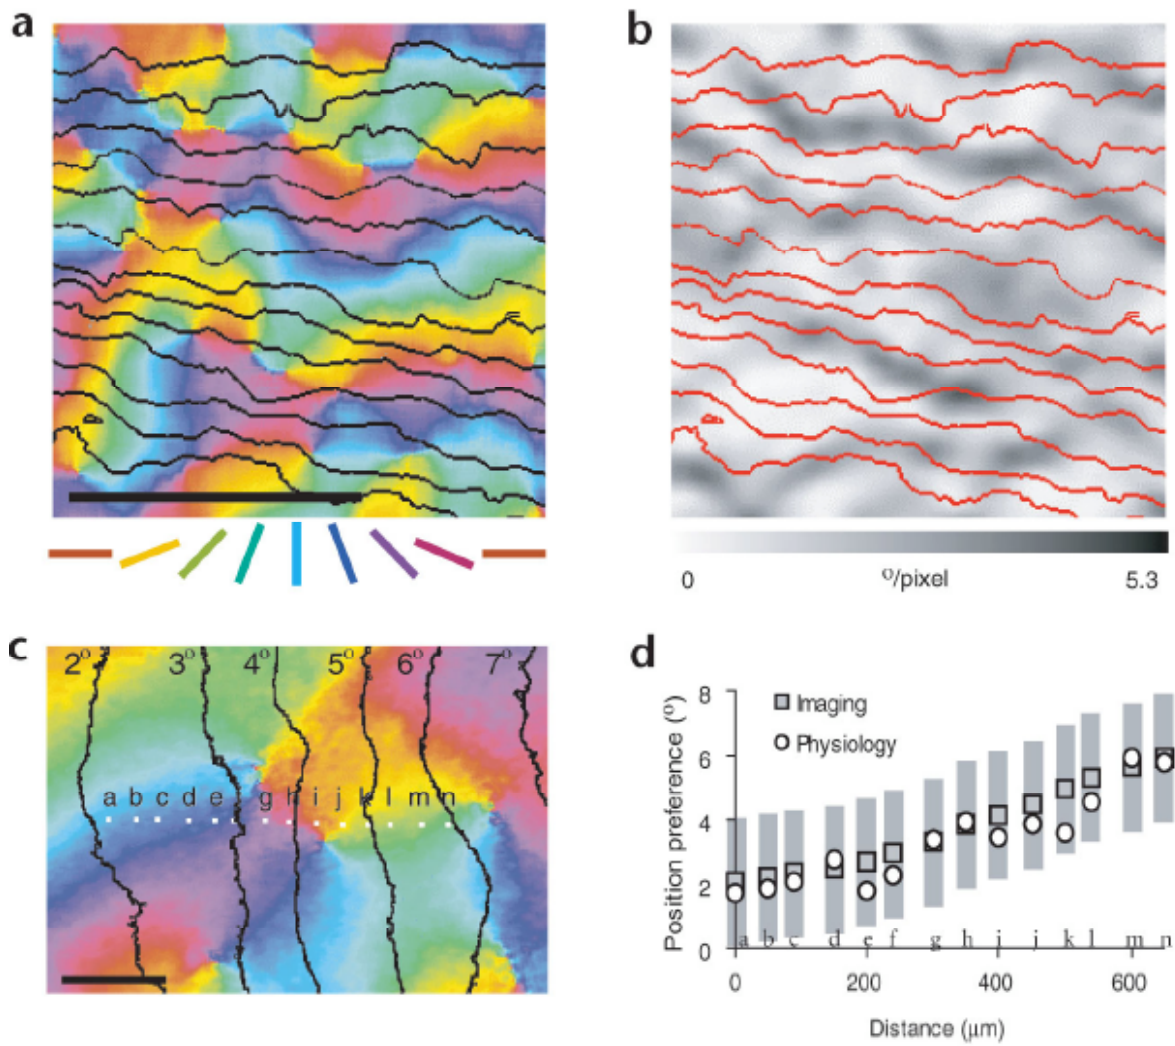 a
b
0 º/pixel 5.3
c
2º 3º 4º 5º 6º 7º
a b c d e g h i j k l m n
d
Position preference (º)
8
6
4
2
0
Imaging
Physiology
a b c d e f g h i j k l m n
0 200 400 600
Distance (µm)